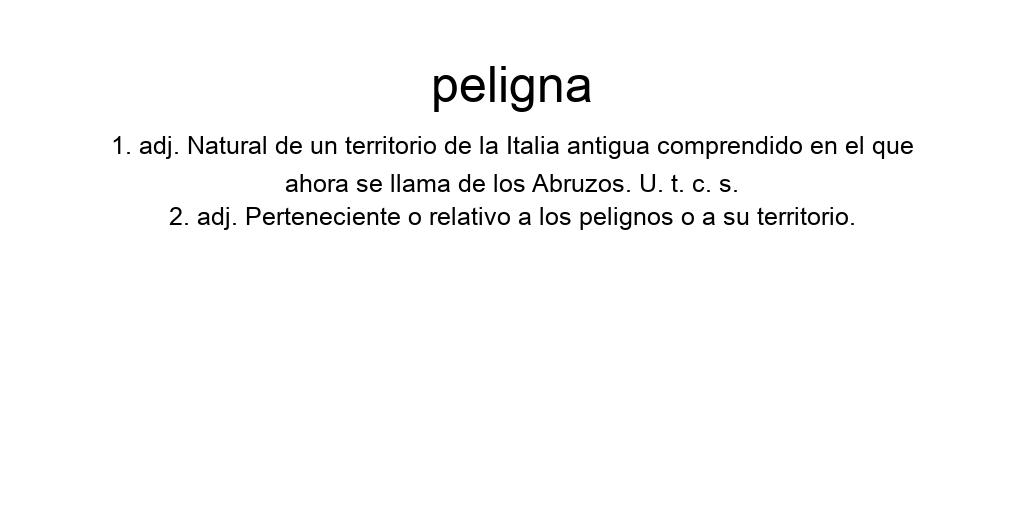 peligna
1. adj. Natural de un territorio de la Italia antigua comprendido en el que
ahora se llama de los Abruzos. U. t. c. s.
2. adj. Perteneciente o relativo a los pelignos o a su territorio.